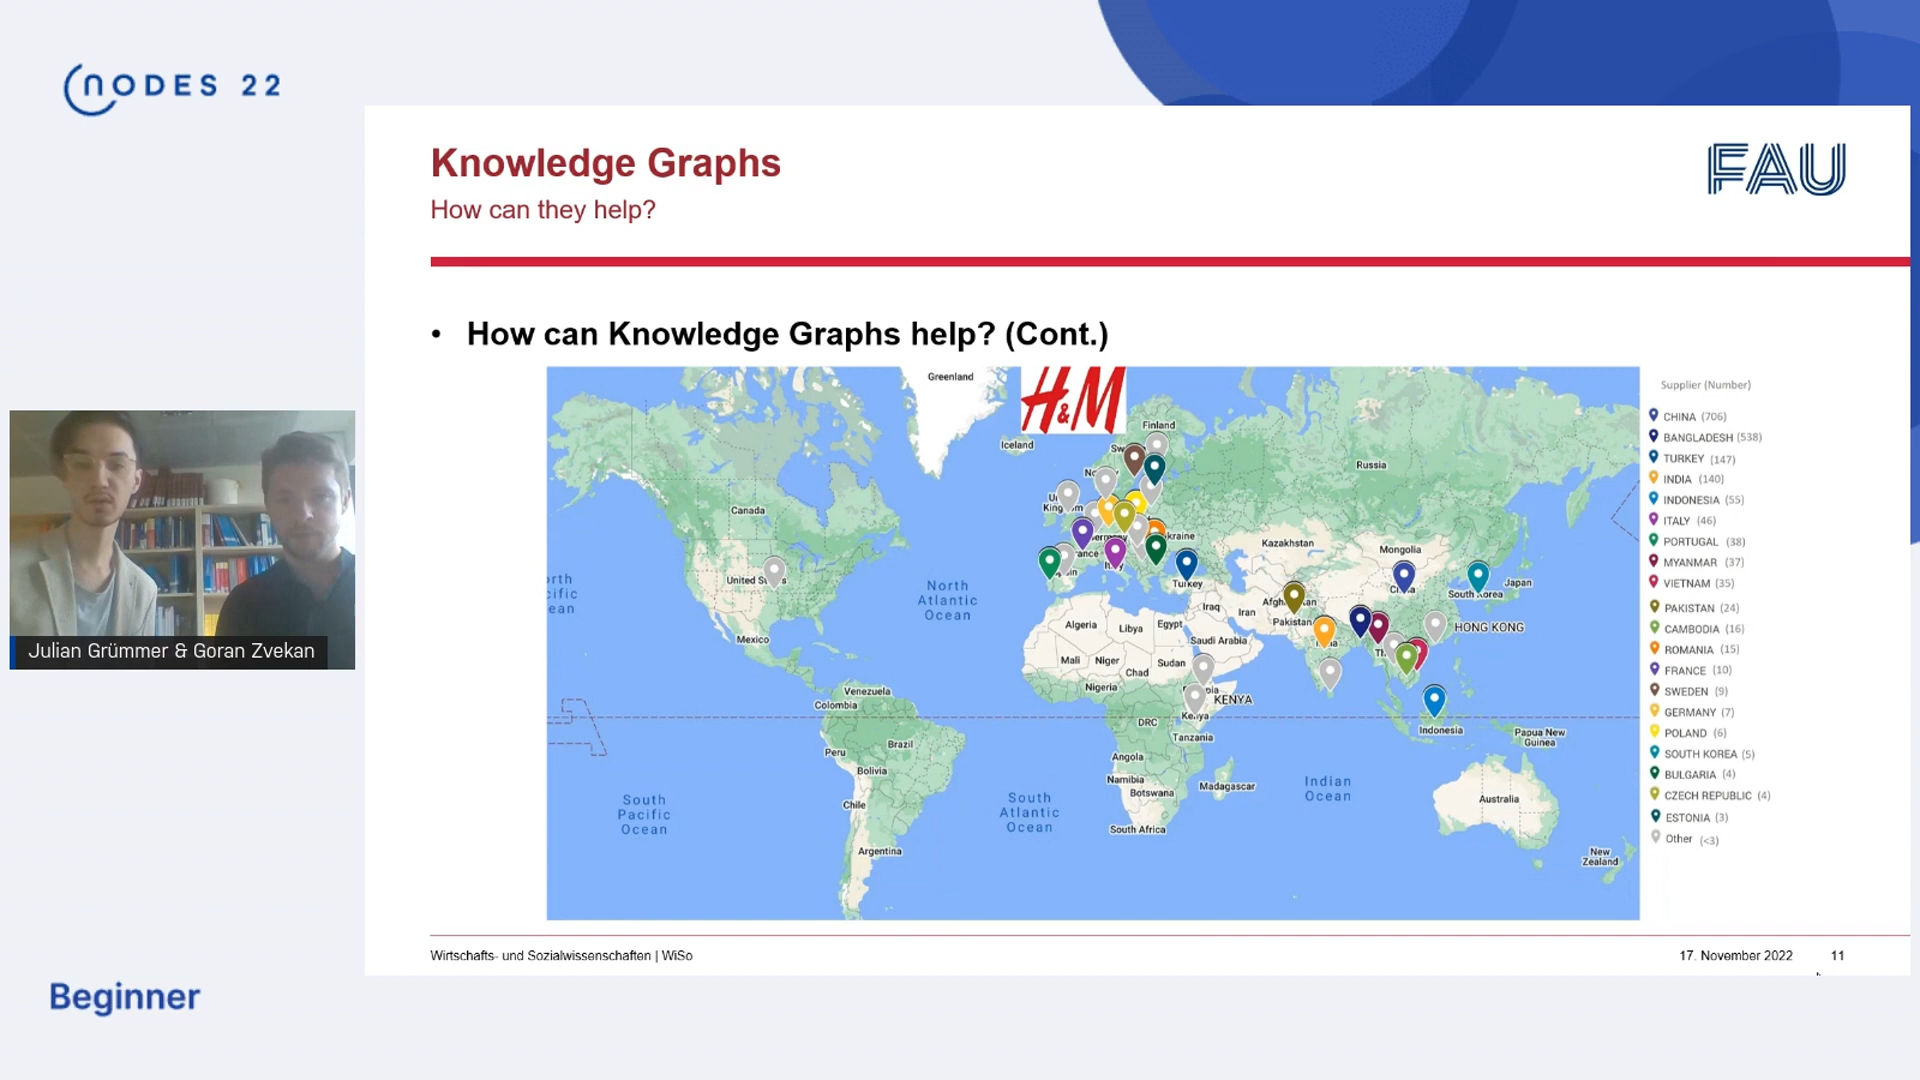 NODES 22
Knowledge Graphs
FAU
How can they help?
• How can Knowledge Graphs help? (Cont.)
H&M
Greenland
Iceland
Finland
Russia
Canada
United
Mexico
North
Atlantic
Ocean
Kazakhstan
Mongolia
Japan
South Korea
Turkey
Iraq
Iran
Pakistan
HONG KONG
Algeria
Libya
Egypt
Saudi Arabia
Mali
Niger
Chad
Sudan
Nigeria
KENYA
Kenya
DRC
Tanzania
Venezuela
Colombia
Peru
Brazil
Bolivia
Chile
Argentina
Angola
Namibia
Botswana
Madagascar
South Africa
Indonesia
Papua New
Guinea
Indian
Ocean
Australia
New
Zealand
South
Pacific
Ocean
South
Atlantic
Ocean
Supplier (Number)
CHINA (706)
BANGLADESH (538)
TURKEY (147)
INDIA (140)
INDONESIA (55)
ITALY (46)
PORTUGAL (38)
MYANMAR (37)
VIETNAM (35)
PAKISTAN (24)
CAMBODIA (16)
ROMANIA (15)
FRANCE (10)
SWEDEN (9)
GERMANY (7)
POLAND (6)
SOUTH KOREA (5)
BULGARIA (4)
CZECH REPUBLIC (4)
ESTONIA (3)
Other (<3)
Julian Grümmer & Goran Zvekan
Wirtschafts- und Sozialwissenschaften | WiSo
17. November 2022
11
Beginner